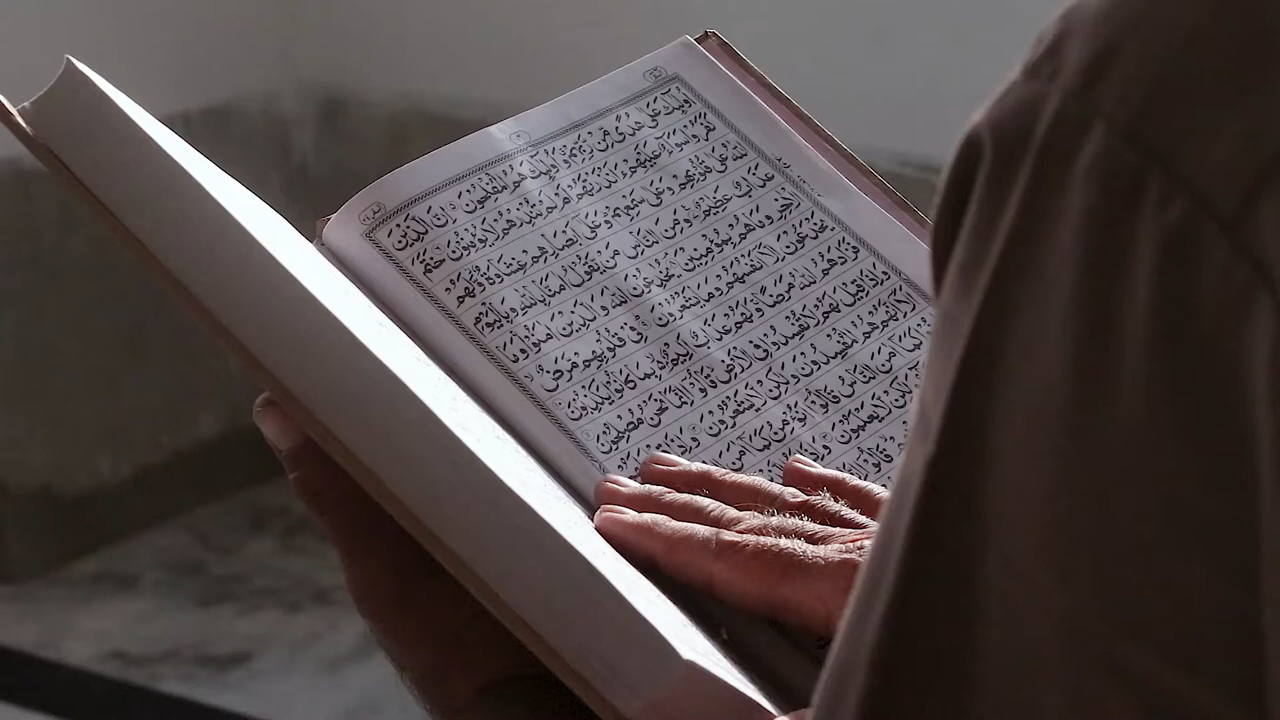 اُولٰٓئِكَ عَلٰى هُدًى مِّنْ رَّبِّهِمْ وَاُولٰٓئِكَ هُمُ الْمُفْلِحُوْنَ اِنَّ الَّذِيْنَ
كَفَرُوْا سَوَآءٌ عَلَيْهِمْ ءَاَنْذَرْتَهُمْ اَمْ لَمْ تُنْذِرْهُمْ لَا يُؤْمِنُوْنَ خَتَمَ
اللّٰهُ عَلٰى قُلُوْبِهِمْ وَعَلٰى سَمْعِهِمْ وَعَلٰٓى اَبْصَارِهِمْ غِشَاوَةٌ وَّلَهُمْ
عَذَابٌ عَظِيْمٌ وَمِنَ النَّاسِ مَنْ يَّقُوْلُ اٰمَنَّا بِاللّٰهِ وَبِالْيَوْمِ
الْاٰخِرِ وَمَا هُمْ بِمُؤْمِنِيْنَ يُخٰدِعُوْنَ اللّٰهَ وَالَّذِيْنَ اٰمَنُوْا وَمَا
يَخْدَعُوْنَ اِلَّآ اَنْفُسَهُمْ وَمَا يَشْعُرُوْنَ فِيْ قُلُوْبِهِمْ مَّرَضٌ
فَزَادَهُمُ اللّٰهُ مَرَضًا وَلَهُمْ عَذَابٌ اَلِيْمٌ بِمَا كَانُوْا يَكْذِبُوْنَ
وَاِذَا قِيْلَ لَهُمْ لَا تُفْسِدُوْا فِي الْاَرْضِ قَالُوْٓا اِنَّمَا نَحْنُ مُصْلِحُوْنَ
اَلَآ اِنَّهُمْ هُمُ الْمُفْسِدُوْنَ وَلٰكِنْ لَّا يَشْعُرُوْنَ وَاِذَا قِيْلَ
كَمَآ اٰمَنَ النَّاسُ قَالُوْٓا اَنُؤْمِنُ كَمَآ اٰمَنَ
وَلٰكِنْ لَّا يَعْلَمُوْنَ وَاِذَا
قَالُوْٓا